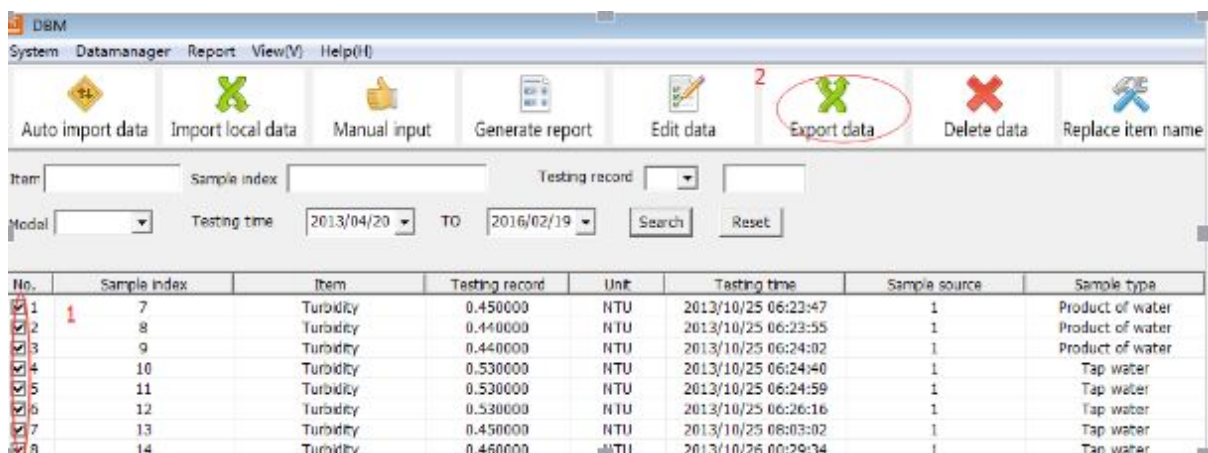 DBM
System Datamanager Report View(V) Help(H)
2
Auto import data Import local data Manual input Generate report Edit data Export data Delete data Replace item name
Item Sample index Testing record
Model Testing time 2013/04/20 TO 2016/02/19 Search Reset
No. Sample index Item Testing record Unit Testing time Sample source Sample type
1 7 Turbidity 0.450000 NTU 2013/10/25 06:23:47 1 Product of water
1
2 8 Turbidity 0.440000 NTU 2013/10/25 06:23:55 1 Product of water
3 9 Turbidity 0.440000 NTU 2013/10/25 06:24:02 1 Product of water
4 10 Turbidity 0.530000 NTU 2013/10/25 06:24:40 1 Tap water
5 11 Turbidity 0.530000 NTU 2013/10/25 06:24:59 1 Tap water
6 12 Turbidity 0.530000 NTU 2013/10/25 06:26:16 1 Tap water
7 13 Turbidity 0.450000 NTU 2013/10/25 08:03:02 1 Tap water
8 14 Turbidity 0.460000 NTU 2013/10/26 00:29:34 1 Tap water